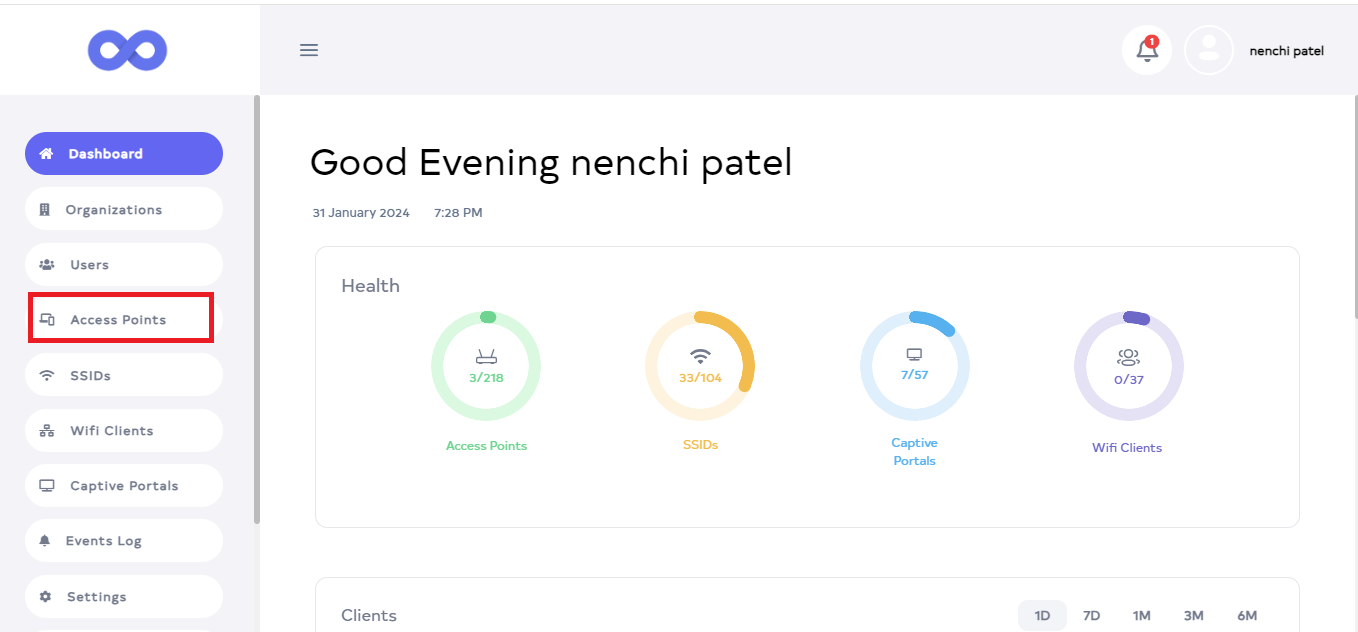 1
nenchi patel
Dashboard
Organizations
Users
Access Points
SSIDs
Wifi Clients
Captive Portals
Events Log
Settings
Good Evening nenchi patel
31 January 2024 7:28 PM
Health
3/218
Access Points
33/104
SSIDs
7/57
Captive
Portals
0/37
Wifi Clients
Clients
1D 7D 1M 3M 6M